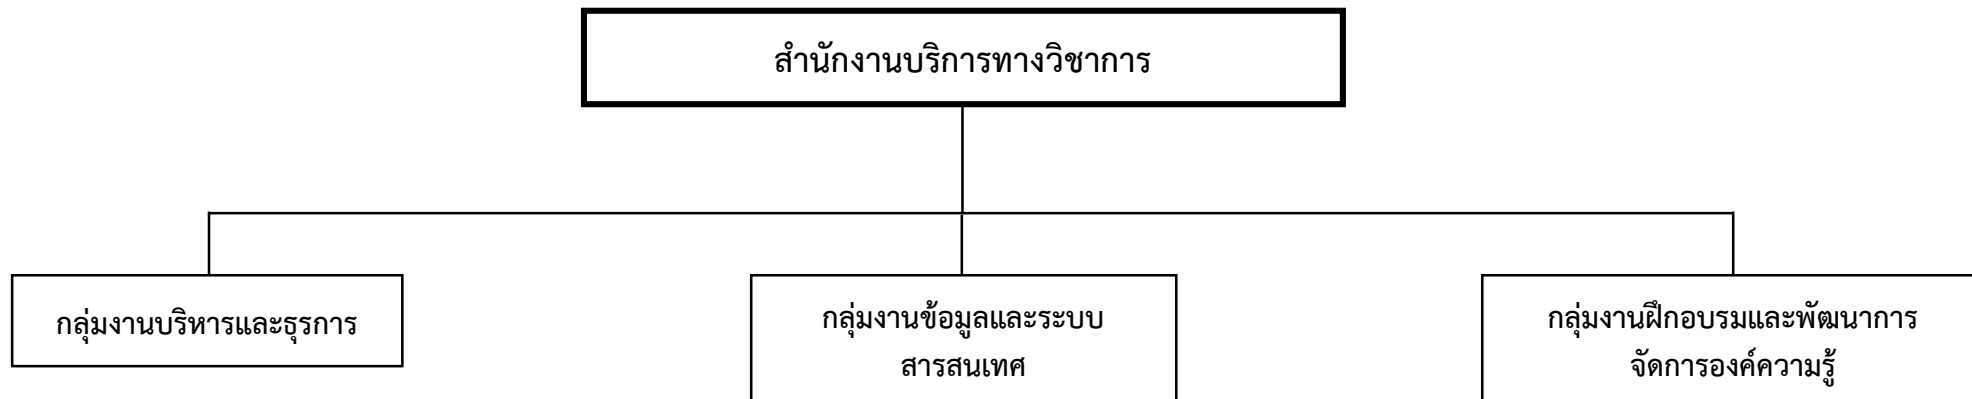 สำนักงานบริการทางวิชาการ
กลุ่มงานบริหารและธุรการ
กลุ่มงานข้อมูลและระบบ
สารสนเทศ
กลุ่มงานฝึกอบรมและพัฒนาการ
จัดการองค์ความรู้